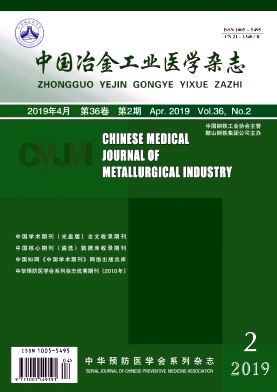 ISSN 1005-5495
CN 21-1340/R
中国冶金工业医学杂志
ZHONGGUO YEJIN GONGYE YIXUE ZAZHI
2019年4月 第36卷 第2期 Apr. 2019 Vol.36, No.2
中国钢铁工业协会主管
鞍山钢铁集团公司主办
CMJMI
CHINESE MEDICAL
JOURNAL OF
METALLURGICAL INDUSTRY
中国学术期刊(光盘版)全文收录期刊
中国核心期刊(遴选)数据库收录期刊
中国知网《中国学术期刊》网络出版总库
中华预防医学会系列杂志优秀期刊(2010年)
2
2019
ISSN 1005-5495
04
9 771005 549193
中华预防医学会系列杂志
SERIAL JOURNAL OF CHINESE PREVENTIVE MEDICINE ASSOCIATION